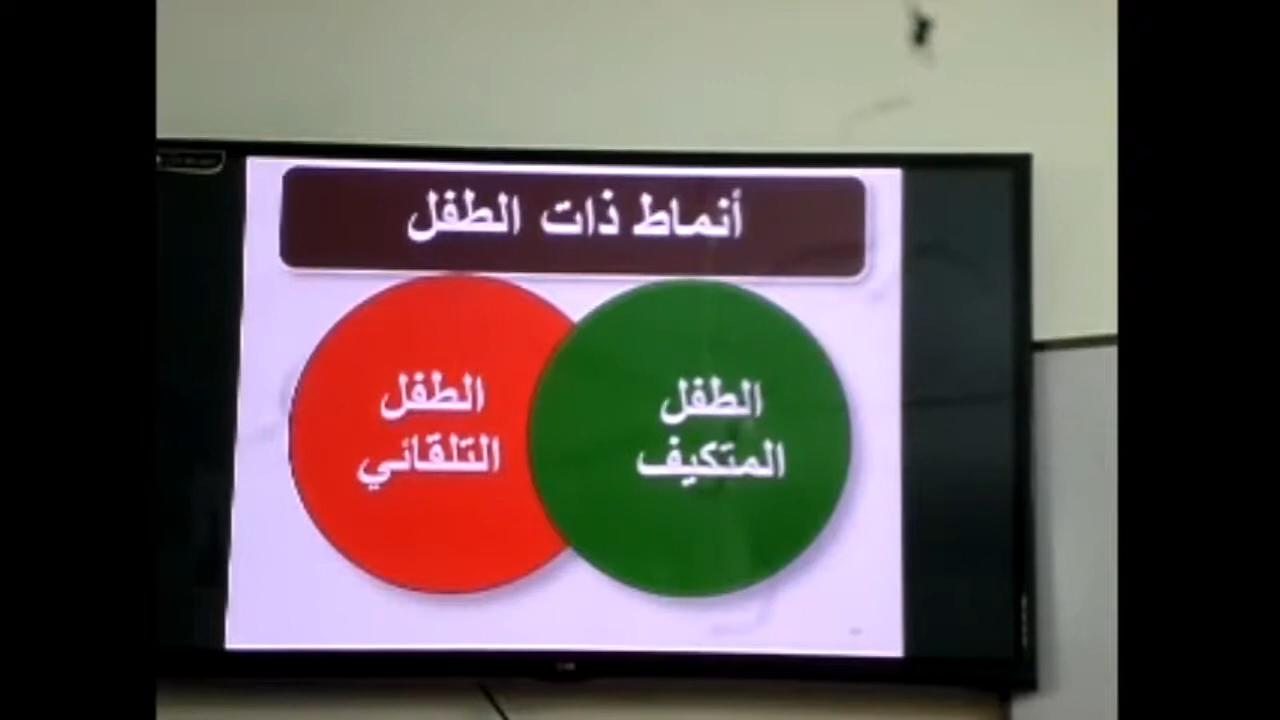 أنماط ذات الطفل
الطفل
المتكيف
الطفل
التلقائي